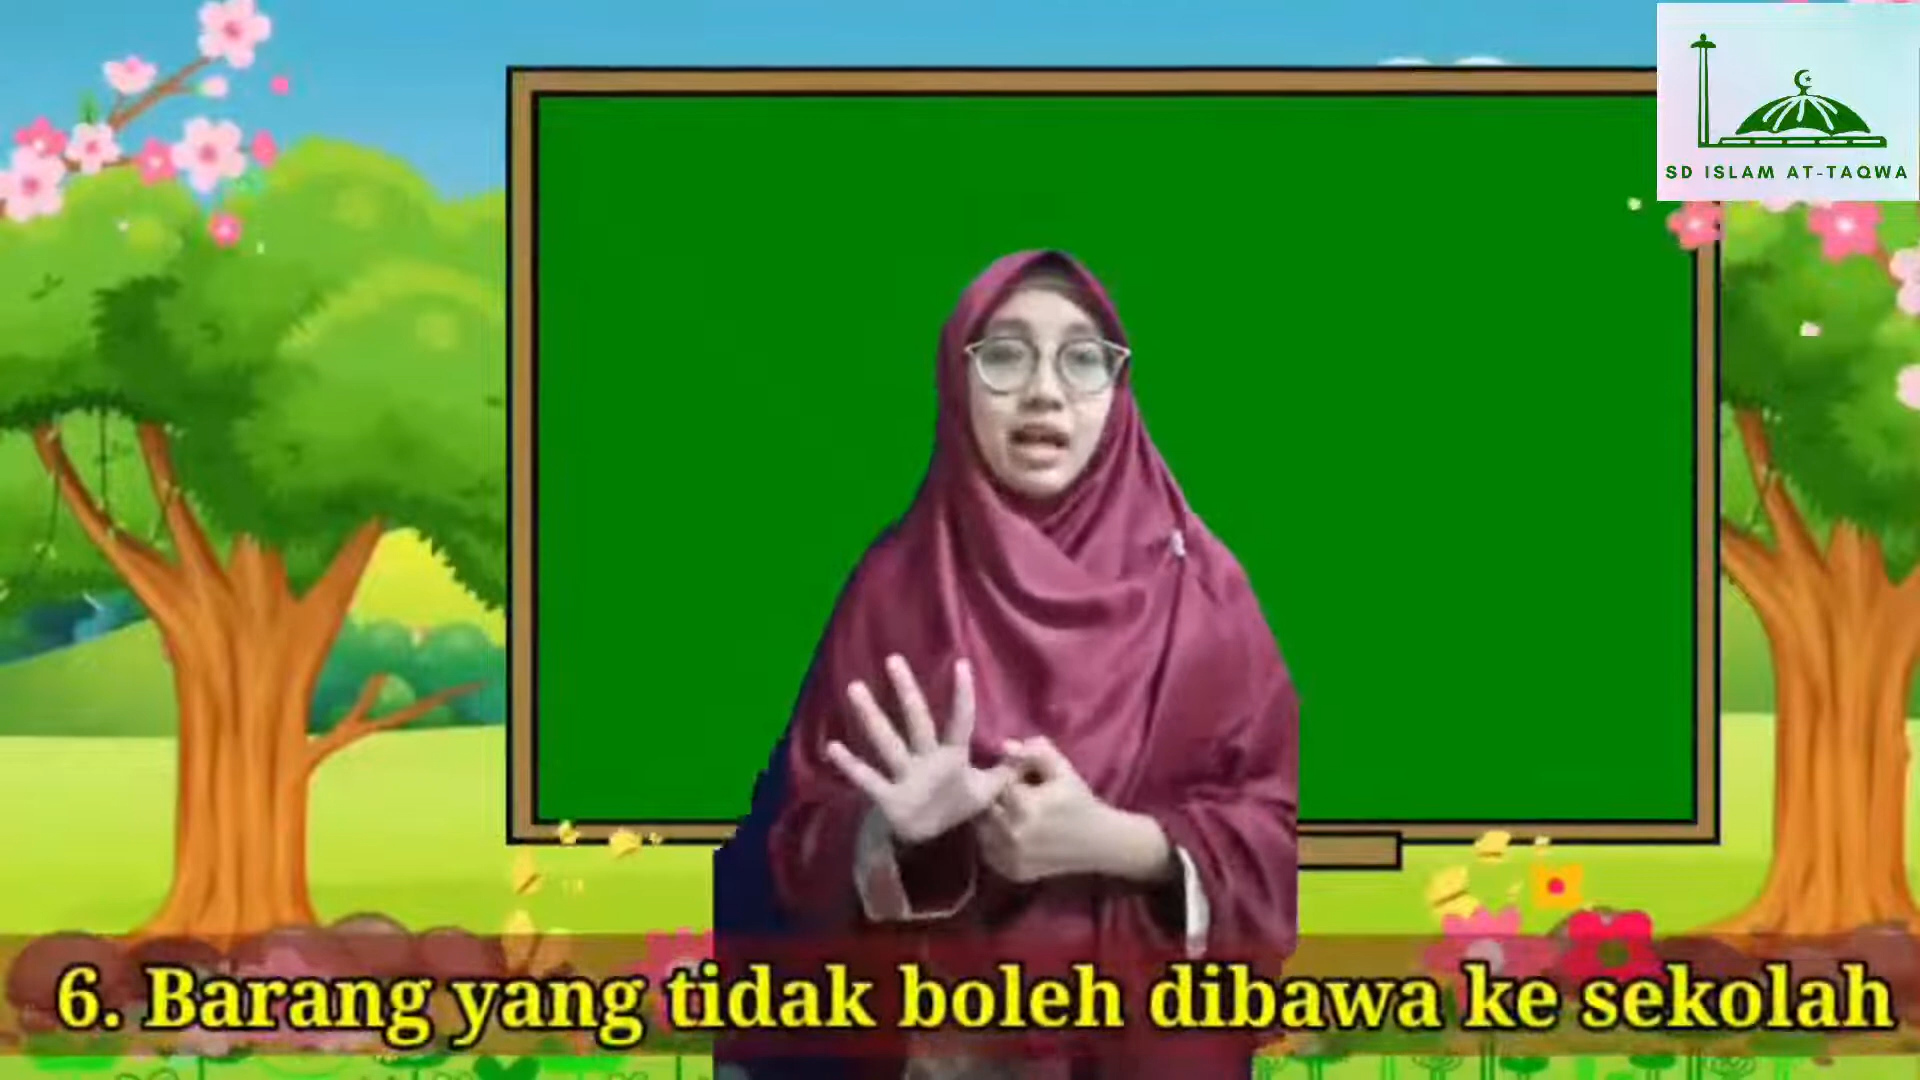 SD ISLAM AT-TAQWA
6. Barang yang tidak boleh dibawa ke sekolah